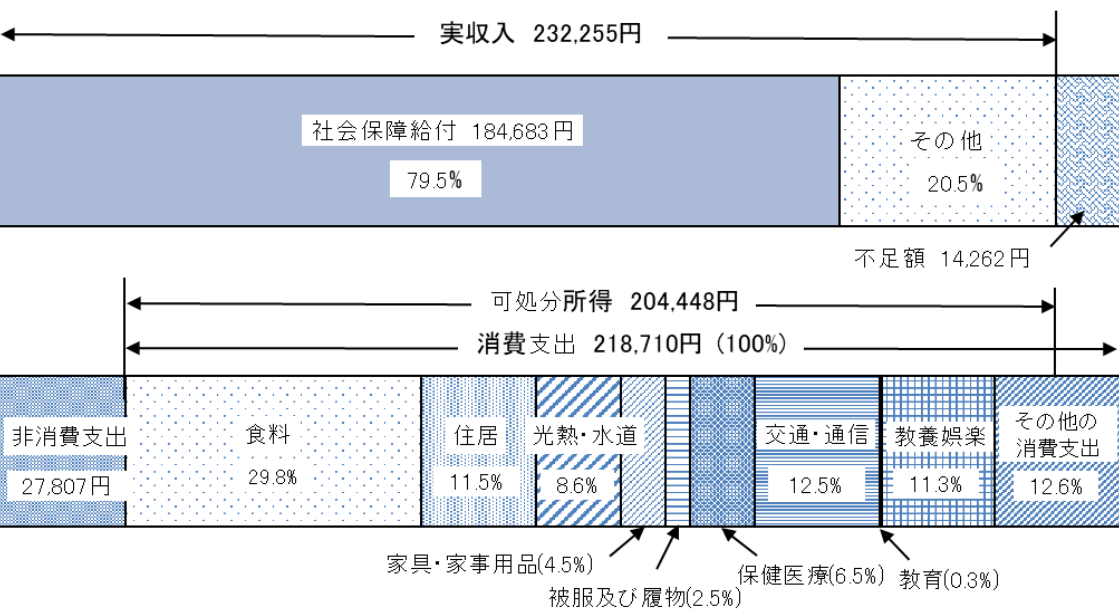 実収入 232,255円
社会保障給付 184,683円
79.5%
その他
20.5%
不足額 14,262円
可処分所得 204,448円
消費支出 218,710円 (100%)
非消費支出
27,807円
食料
29.8%
住居
11.5%
光熱・水道
8.6%
交通・通信
12.5%
教養娯楽
11.3%
その他の
消費支出
12.6%
家具・家事用品(4.5%)
被服及び履物(2.5%)
保健医療(6.5%)
教育(0.3%)